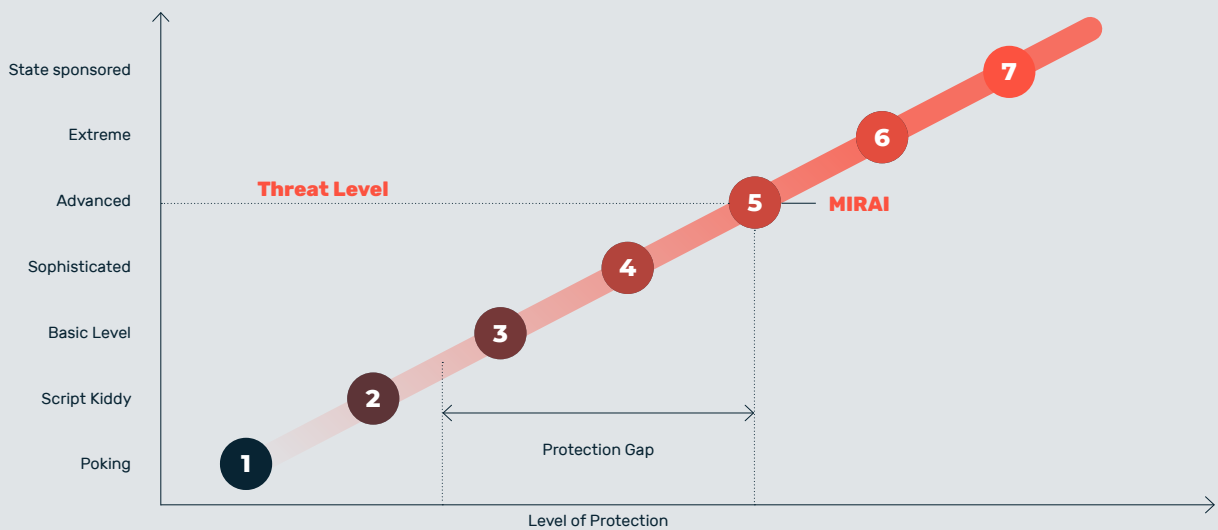 State sponsored
7
Extreme
6
Threat Level
Advanced
5
MIRAI
Sophisticated
4
Basic Level
3
Script Kiddy
2
Protection Gap
Poking
1
Level of Protection